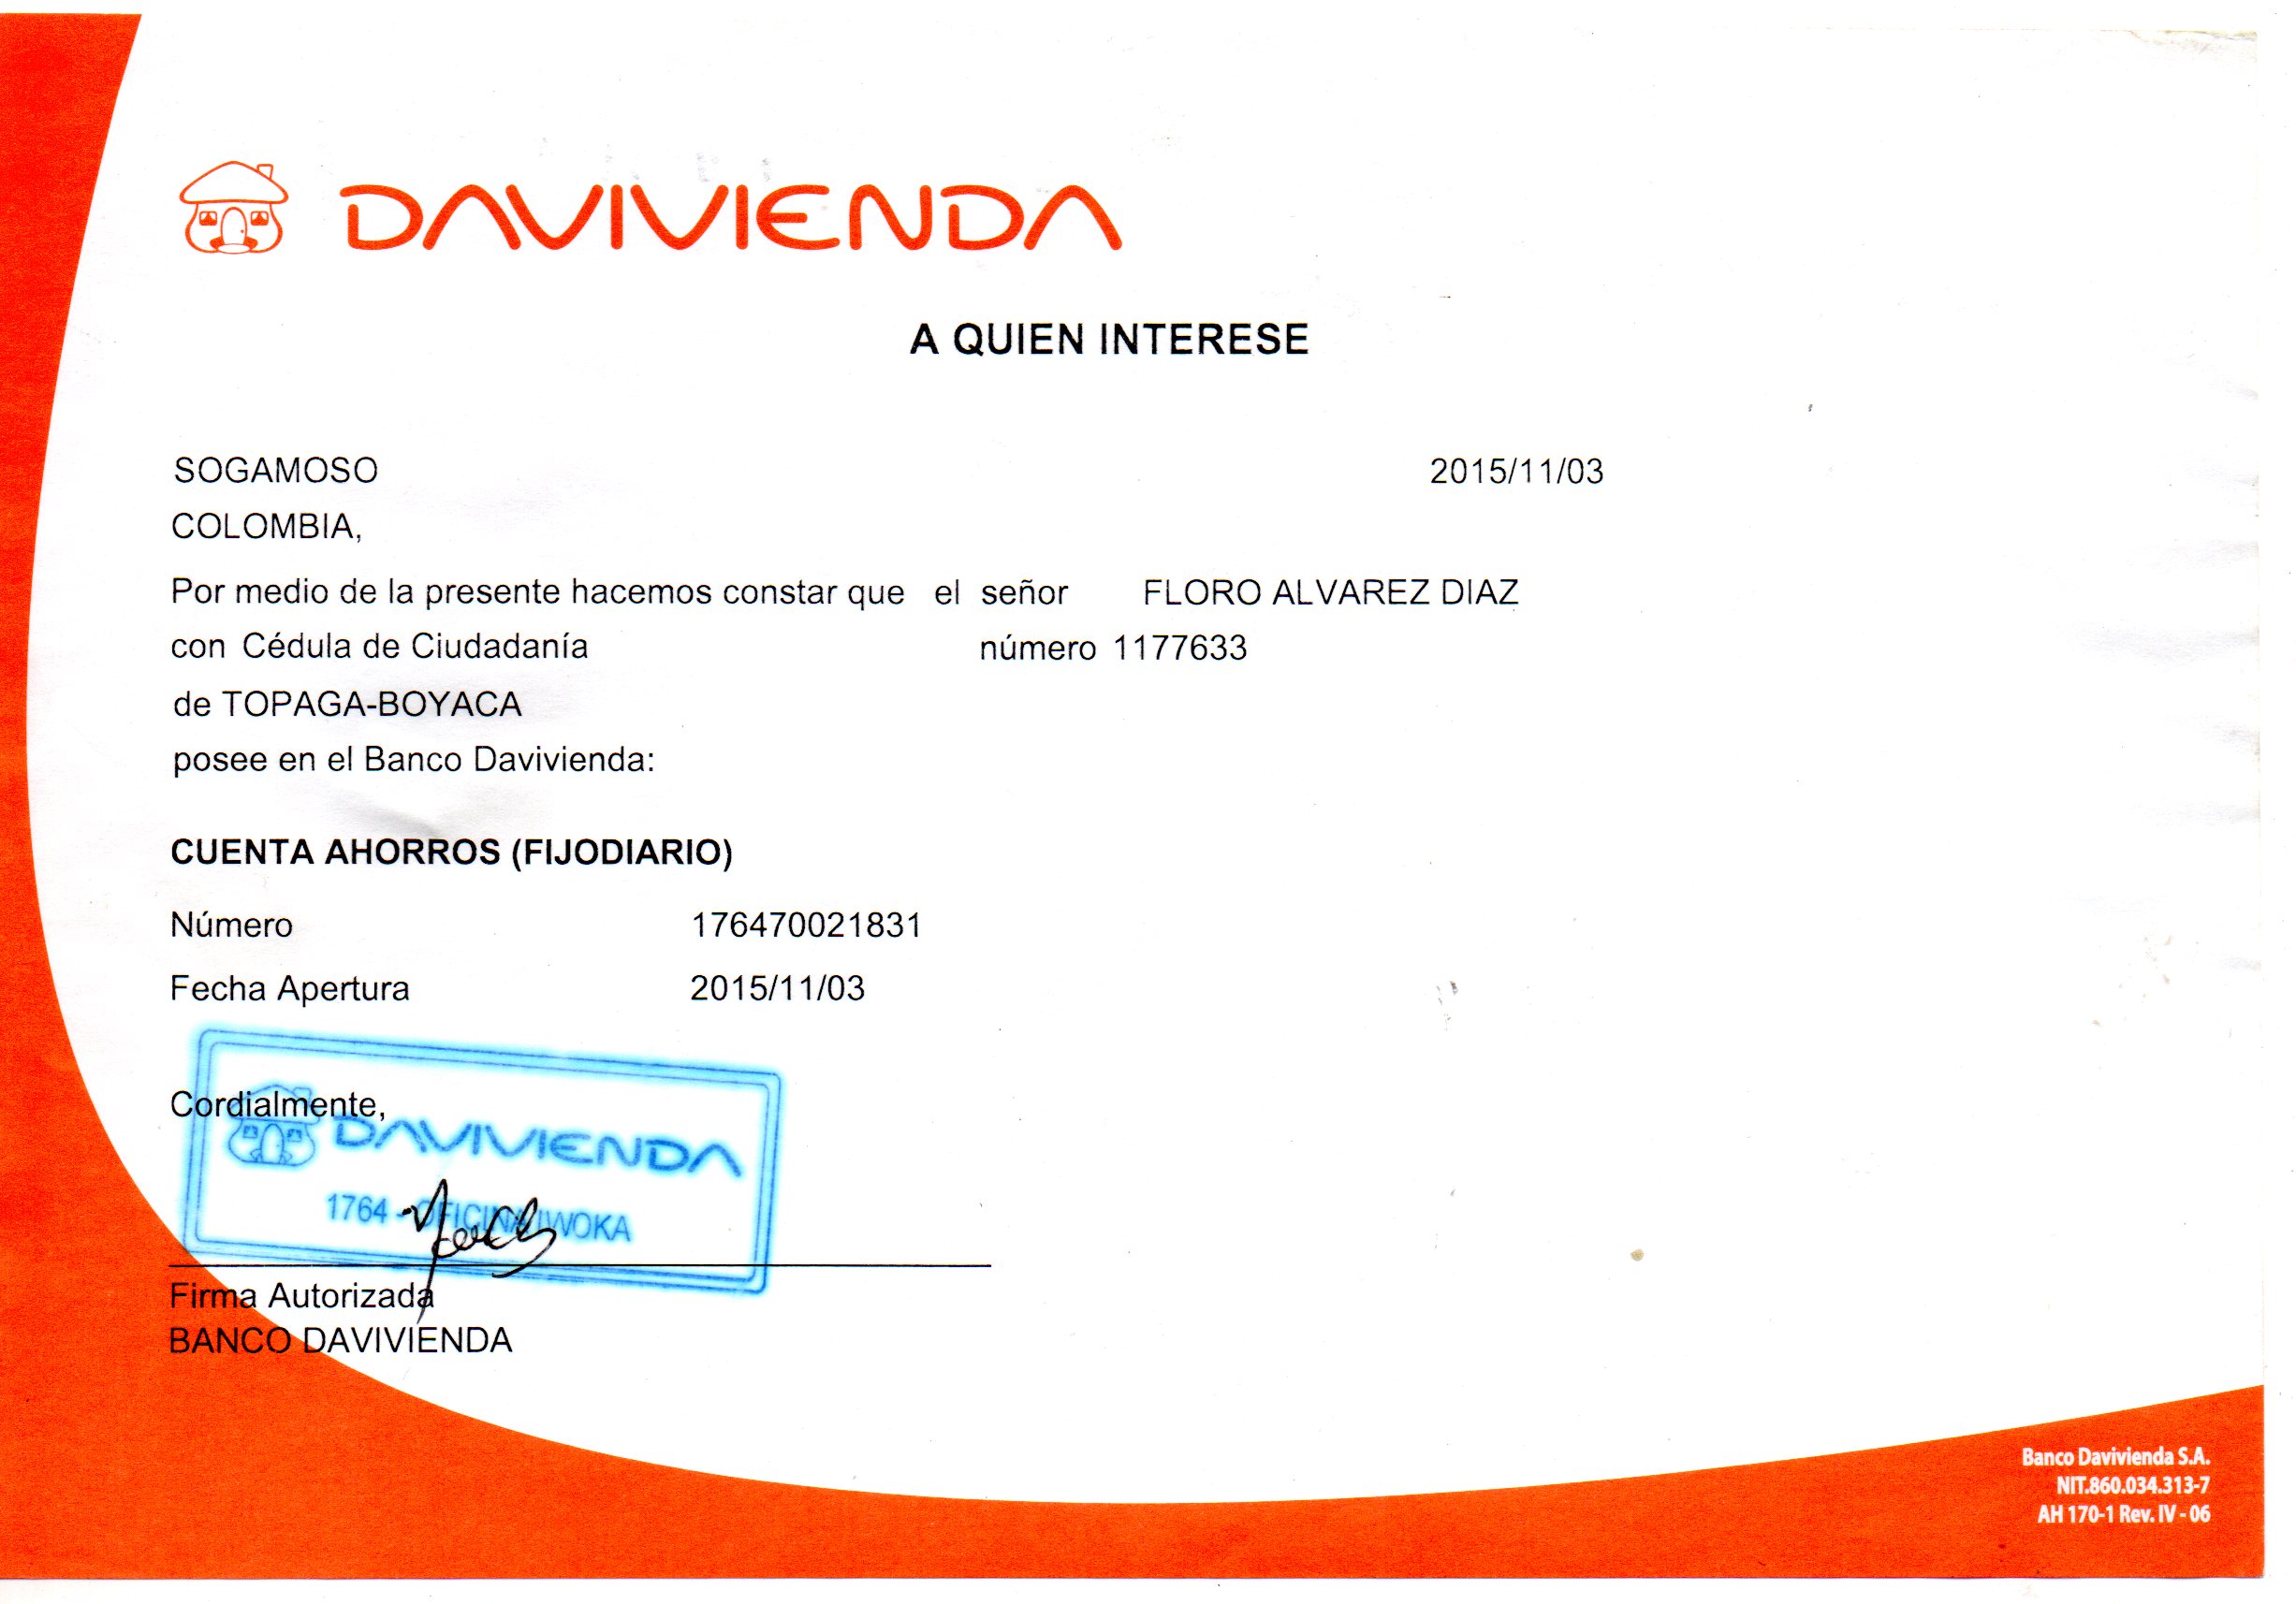 DAVIVIENDA
A QUIEN INTERESE
SOGAMOSO 2015/11/03
COLOMBIA,
Por medio de la presente hacemos constar que el señor FLORO ALVAREZ DIAZ
con Cédula de Ciudadanía número 1177633
de TOPAGA-BOYACA
posee en el Banco Davivienda:
CUENTA AHORROS (FIJODIARIO)
Número 176470021831
Fecha Apertura 2015/11/03
Cordialmente,
DAVIVIENDA
1764 - OFICINA IWOKA
Firma Autorizada
BANCO DAVIVIENDA
Banco Davivienda S.A.
NIT.860.034.313-7
AH 170-1 Rev. IV - 06